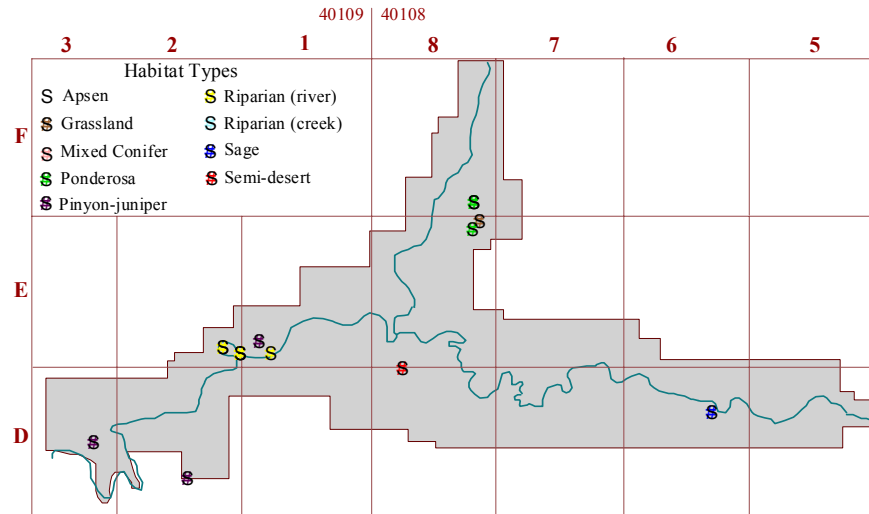 40109 40108
3 2 1 8 7 6 5
Habitat Types
S Apsen
S Riparian (river)
S Grassland
S Riparian (creek)
S Mixed Conifer
S Sage
S Ponderosa
S Semi-desert
S Pinyon-juniper
F
S
S
S
E
S
S
S
S
S
S
D
S
S